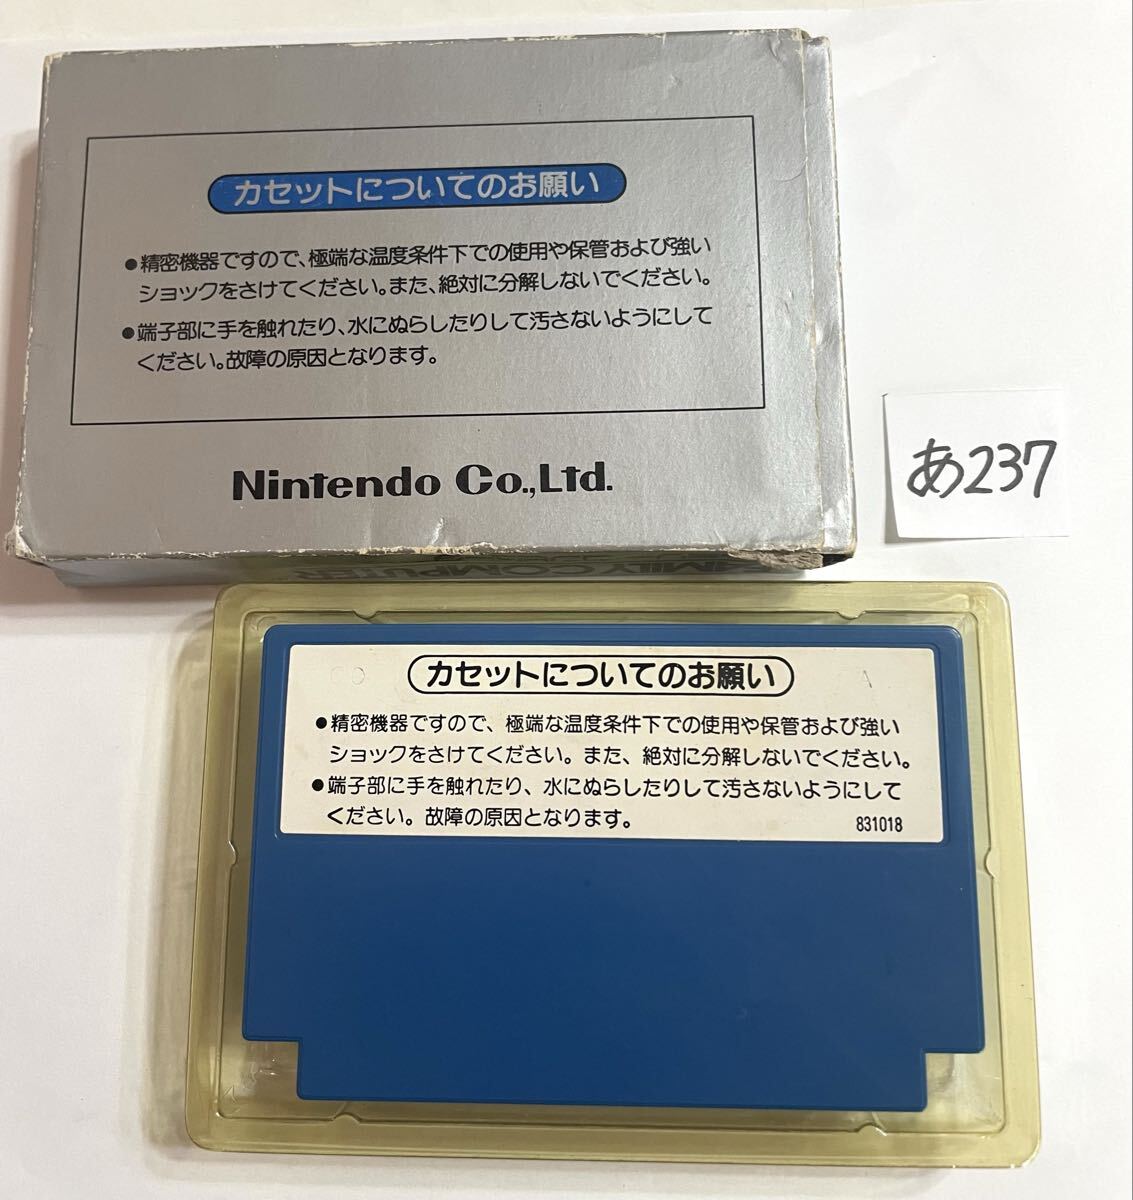 カセットについてのお願い
●精密機器ですので、極端な温度条件下での使用や保管および強い
ショックをさけてください。また、絶対に分解しないでください。
●端子部に手を触れたり、水にぬらしたりして汚さないようにして
ください。故障の原因となります。
Nintendo Co.,Ltd.
あ237
COMPUTER
カセットについてのお願い
●精密機器ですので、極端な温度条件下での使用や保管および強い
ショックをさけてください。また、絶対に分解しないでください。
●端子部に手を触れたり、水にぬらしたりして汚さないようにして
ください。故障の原因となります。
831018